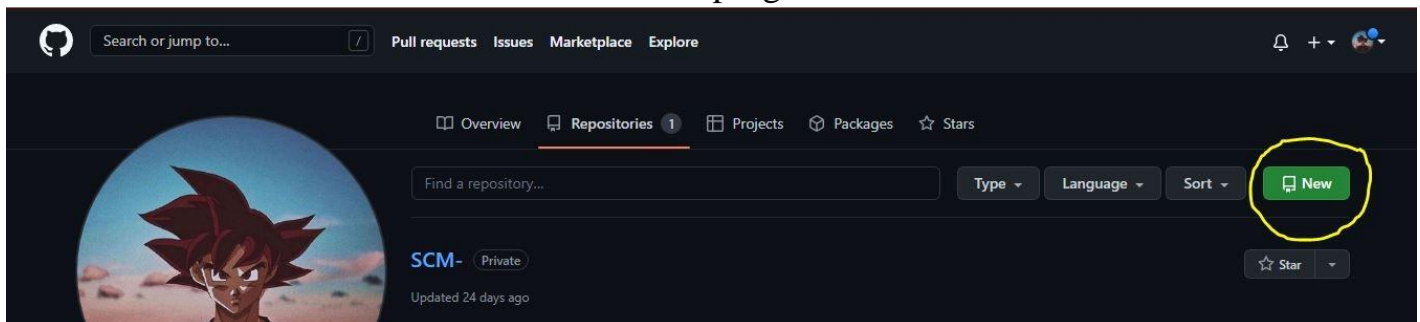 Search or jump to... /
Pull requests Issues Marketplace Explore
Overview Repositories 1 Projects Packages Stars
Find a repository...
Type Language Sort New
SCM- Private
Star
Updated 24 days ago